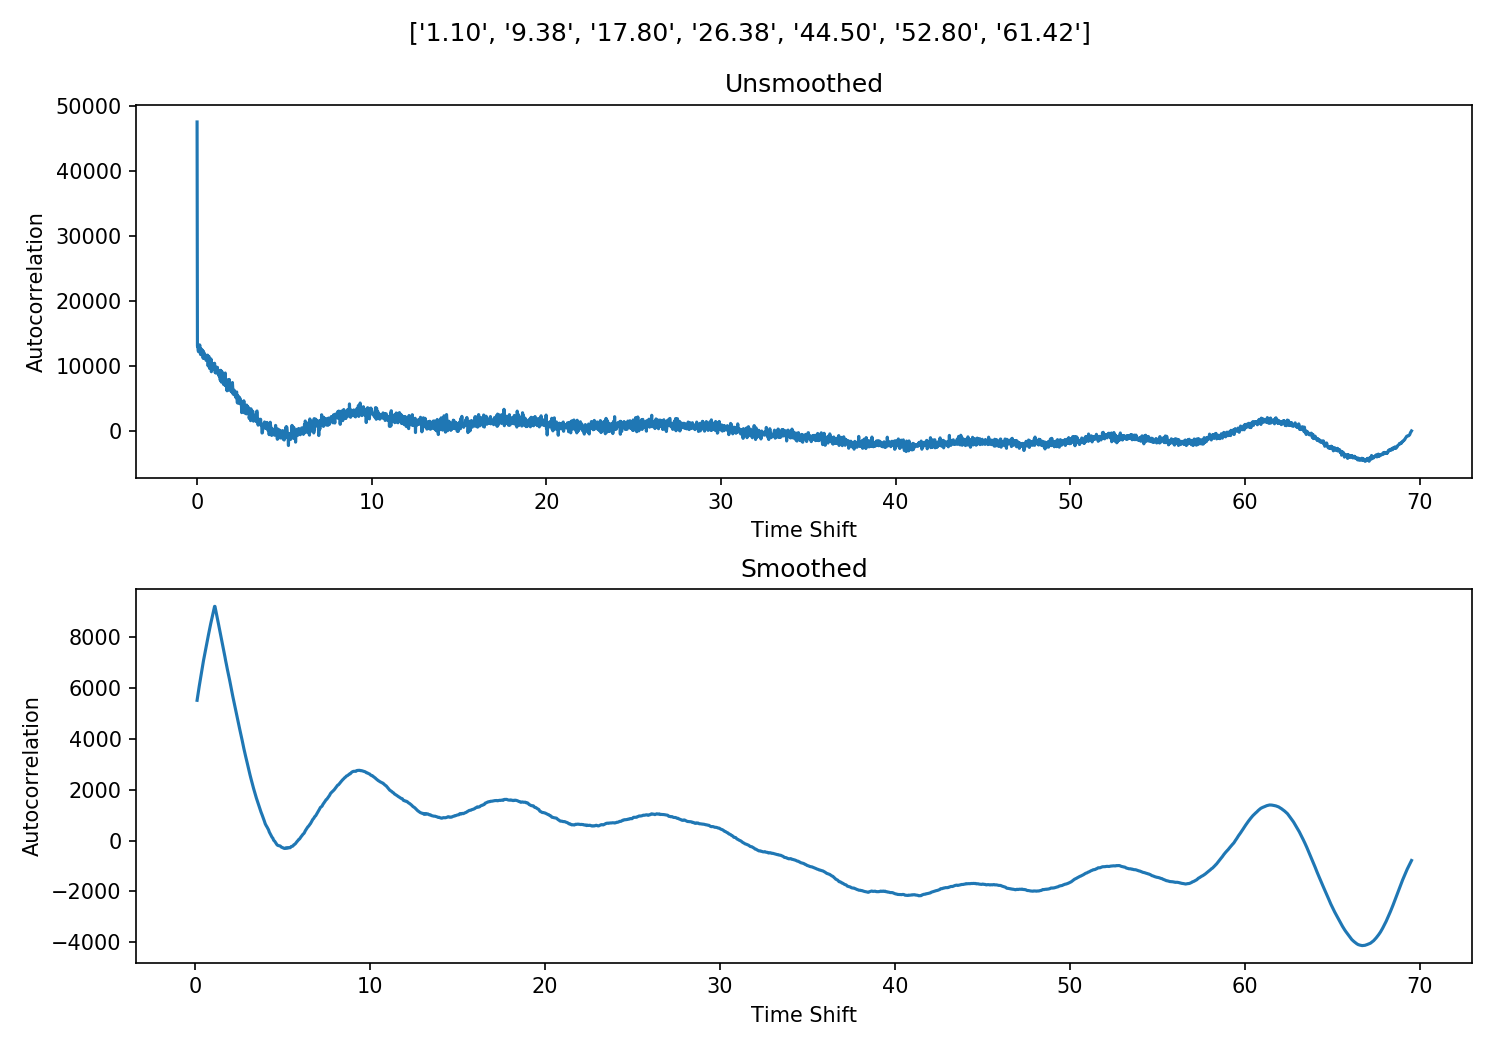 ['1.10', '9.38', '17.80', '26.38', '44.50', '52.80', '61.42']
Unsmoothed
50000
40000
30000
20000
10000
0
Autocorrelation
0 10 20 30 40 50 60 70
Time Shift
Smoothed
8000
6000
4000
2000
0
−2000
−4000
Autocorrelation
0 10 20 30 40 50 60 70
Time Shift